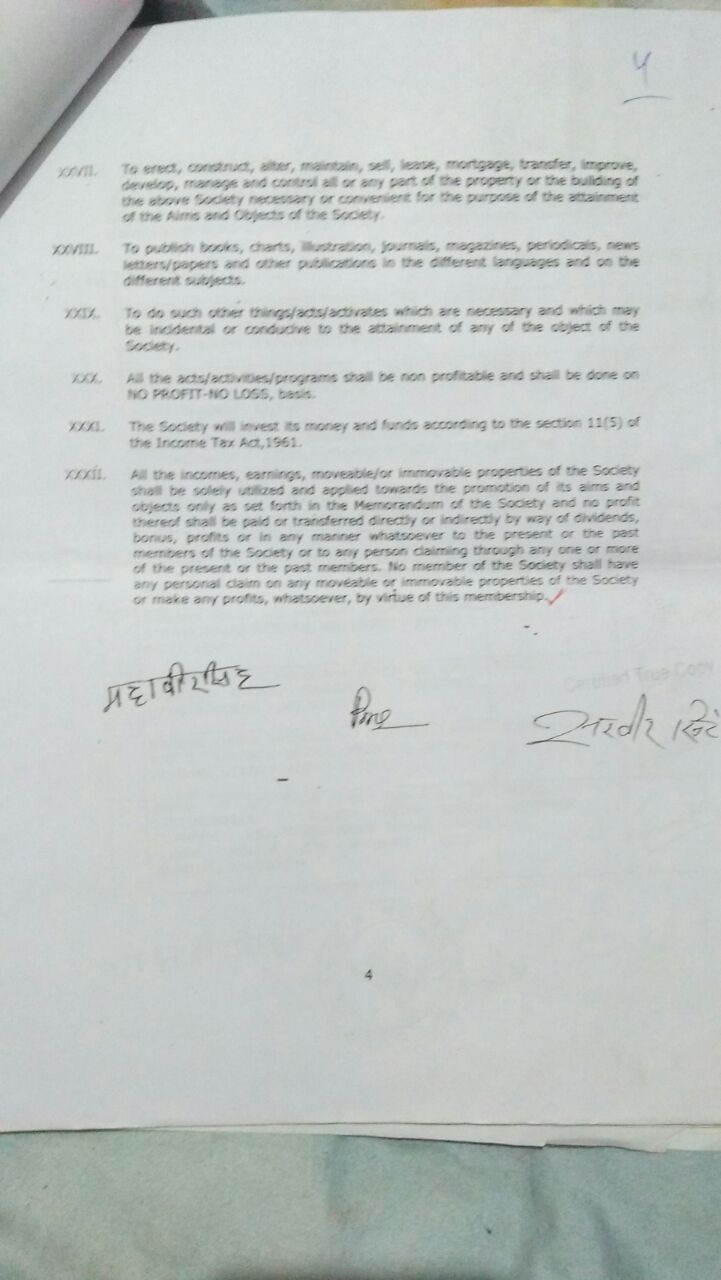 4
XXVII. To erect, construct, alter, maintain, sell, lease, mortgage, transfer, improve,
develop, manage and control all or any part of the property or the building of
the above Society necessary or convenient for the purpose of the attainment
of the Aims and Objects of the Society.
XXVIII. To publish books, charts, illustration, journals, magazines, periodicals, news
letters/papers and other publications in the different languages and on the
different subjects.
XXIX. To do such other things/acts/activates which are necessary and which may
be incidental or conducive to the attainment of any of the object of the
Society.
XXX. All the acts/activities/programs shall be non profitable and shall be done on
NO PROFIT-NO LOSS, basis.
XXXI. The Society will invest its money and funds according to the section 11(5) of
the Income Tax Act,1961.
XXXII. All the incomes, earnings, moveable/or immovable properties of the Society
shall be solely utilized and applied towards the promotion of its aims and
objects only as set forth in the Memorandum of the Society and no profit
thereof shall be paid or transferred directly or indirectly by way of dividends,
bonus, profits or in any manner whatsoever to the present or the past
members of the Society or to any person claiming through any one or more
of the present or the past members. No member of the Society shall have
any personal claim on any moveable or immovable properties of the Society
or make any profits, whatsoever, by virtue of this membership.
Certified True Copy
महावीरसिंह
4